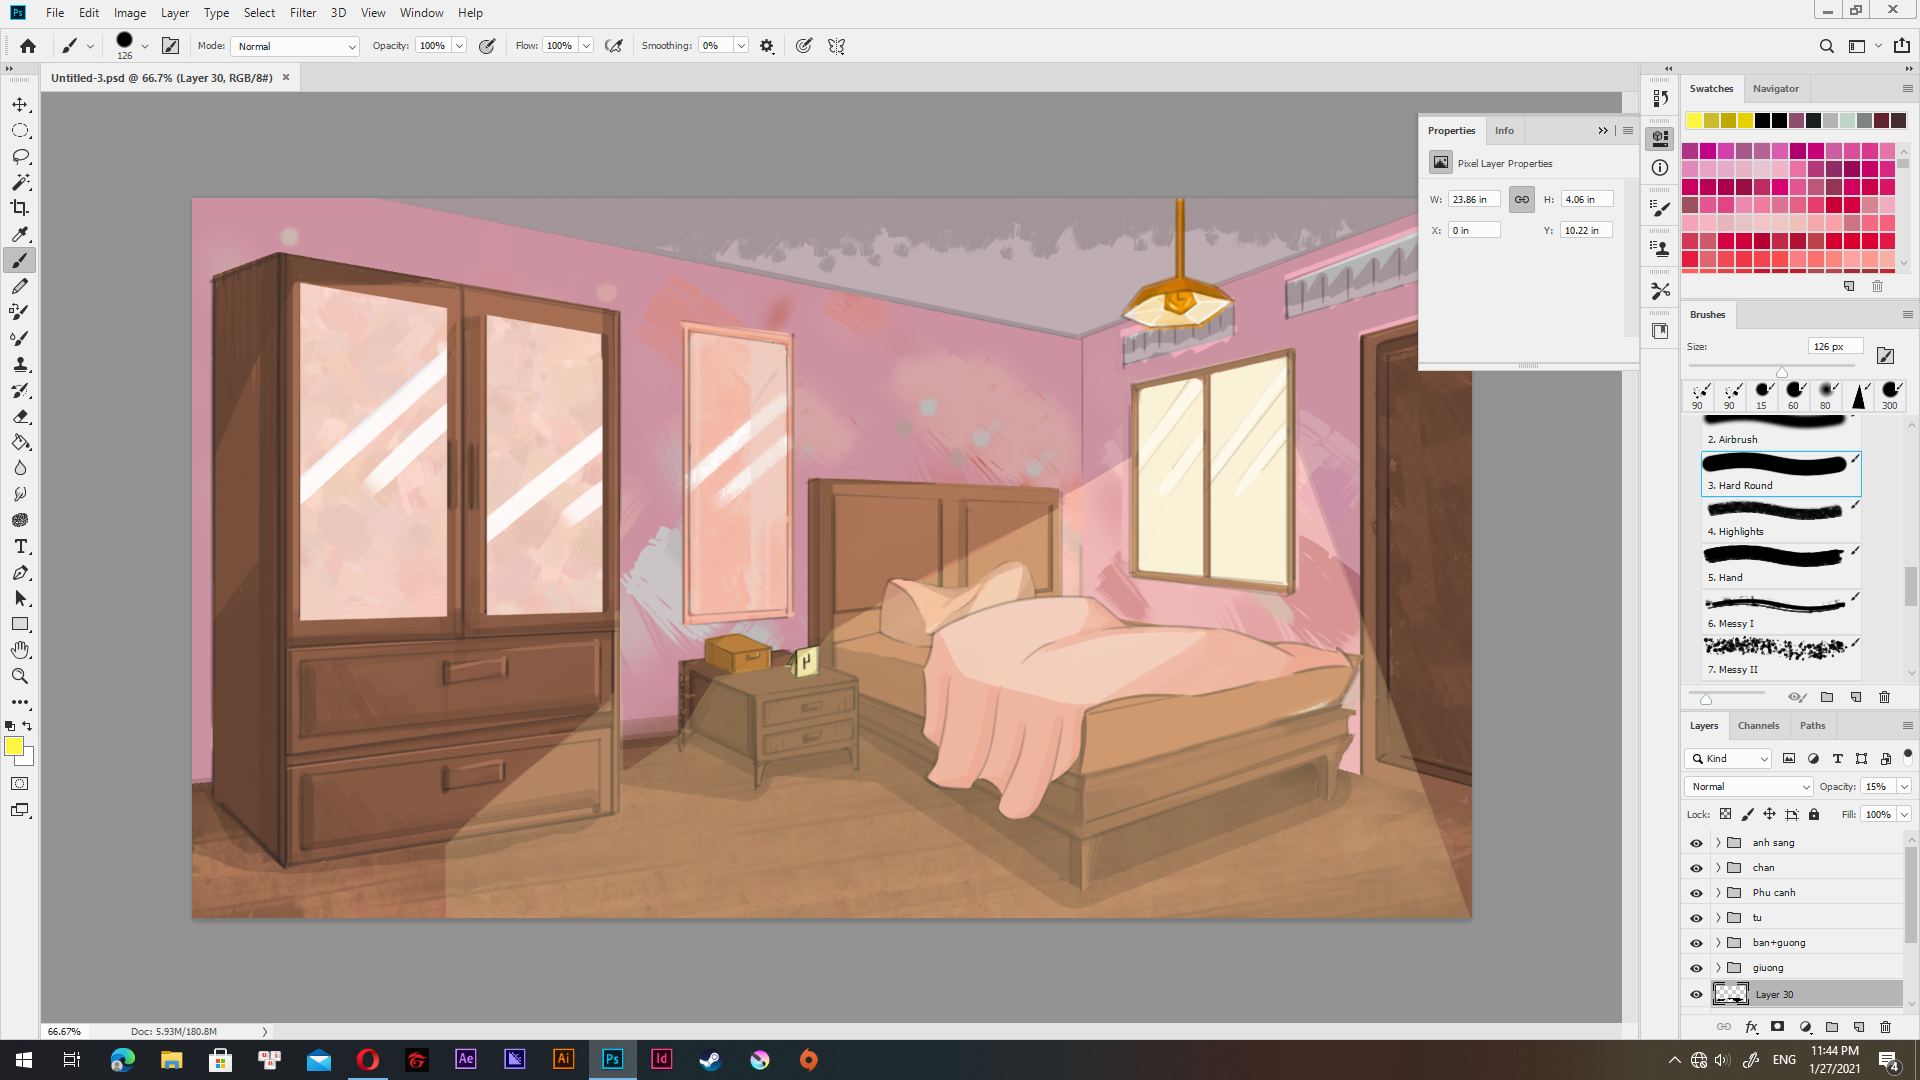 Ps File Edit Image Layer Type Select Filter 3D View Window Help
126 Mode: Normal Opacity: 100% Flow: 100% Smoothing: 0%
Untitled-3.psd @ 66.7% (Layer 30, RGB/8#)
Properties Info
Pixel Layer Properties
W: 23.86 in H: 4.06 in
X: 0 in Y: 10.22 in
Swatches Navigator
Brushes
Size: 126 px
90 90 15 60 80 300
2. Airbrush
3. Hard Round
4. Highlights
5. Hand
6. Messy I
7. Messy II
Layers Channels Paths
Kind
Normal Opacity: 15%
Lock: Fill: 100%
anh sang
chan
Phu canh
tu
ban+guong
giuong
Layer 30
66.67% Doc: 5.93M/180.8M
Ae Ai Ps Id
ENG 11:44 PM
1/27/2021 4